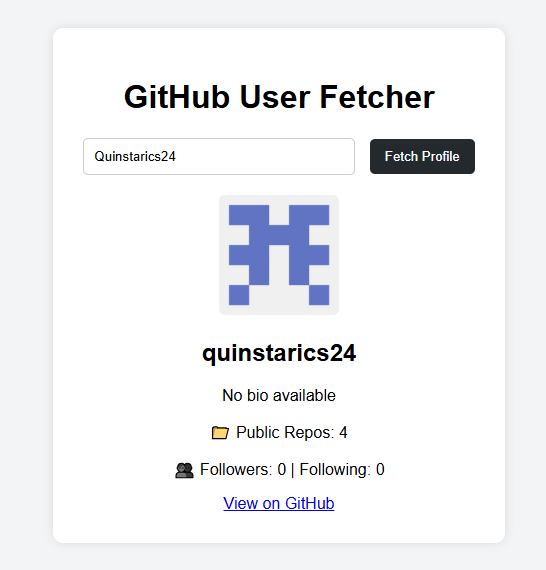 GitHub User Fetcher
Quinstarics24
Fetch Profile
quinstarics24
No bio available
📁 Public Repos: 4
👥 Followers: 0 | Following: 0
View on GitHub